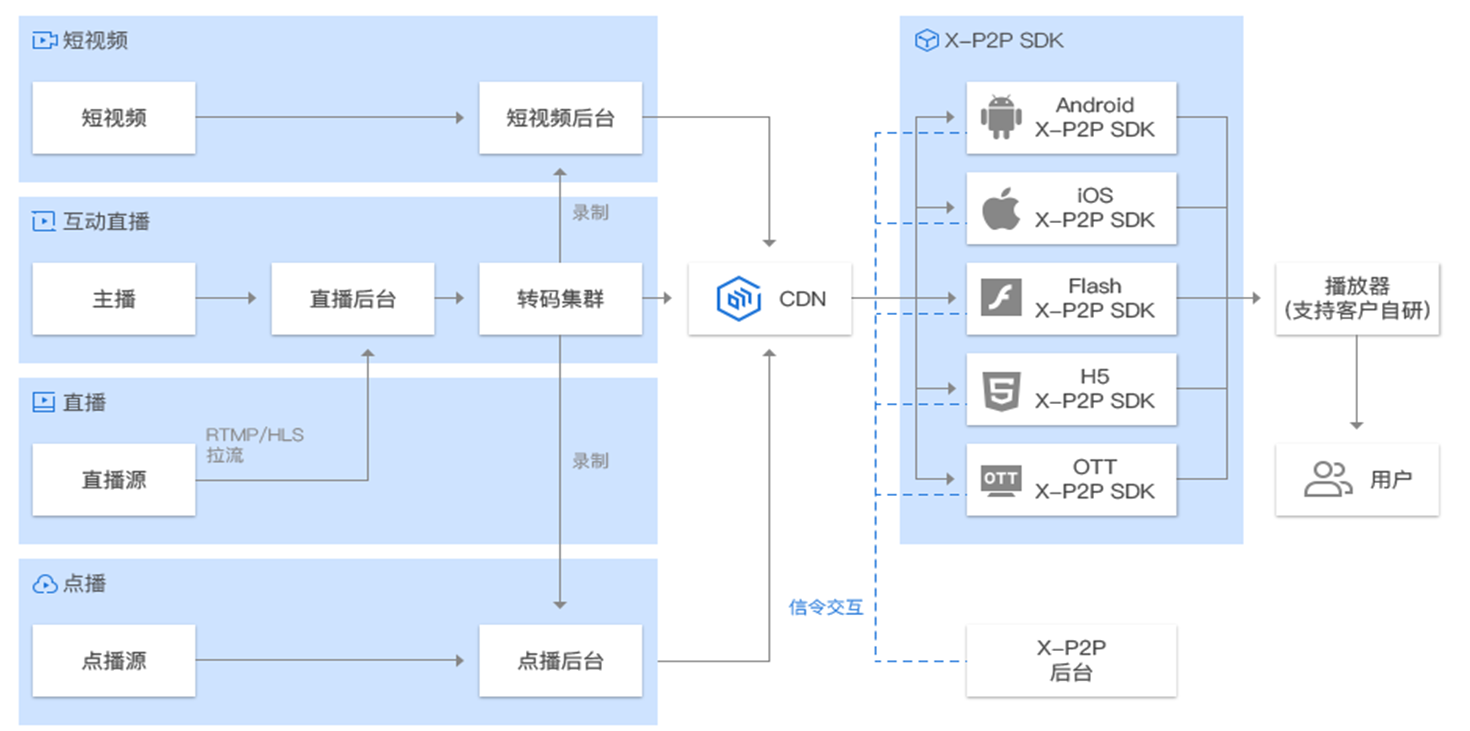 短视频
短视频
短视频后台
录制
互动直播
主播
直播后台
转码集群
直播
RTMP/HLS
拉流
直播源
录制
点播
点播源
点播后台
CDN
X-P2P SDK
Android
X-P2P SDK
iOS
X-P2P SDK
Flash
X-P2P SDK
H5
X-P2P SDK
OTT
OTT
X-P2P SDK
信令交互
X-P2P
后台
播放器
(支持客户自研)
用户